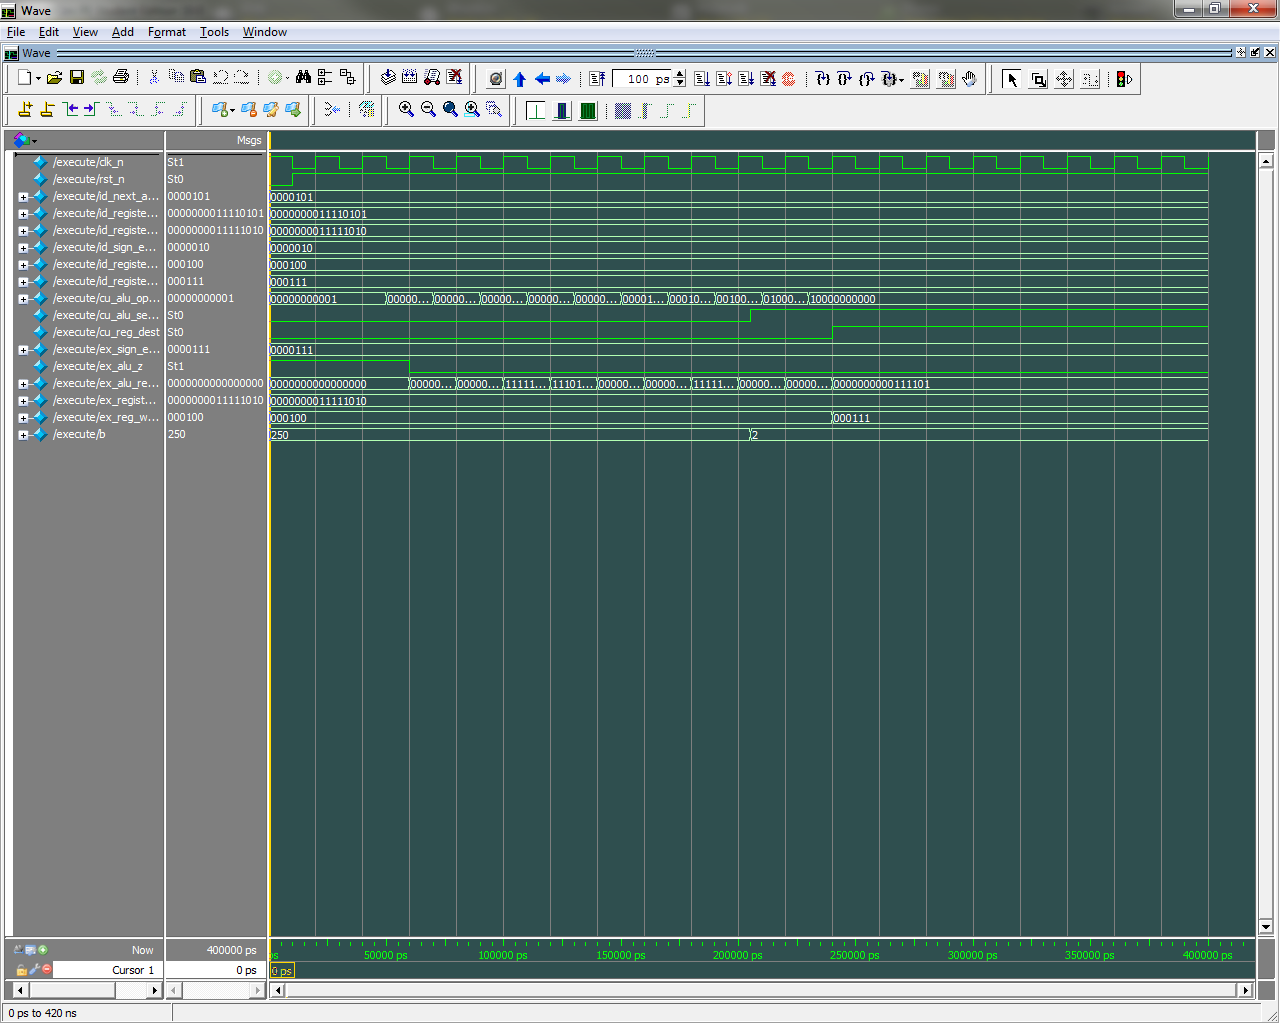 Wave
File Edit View Add Format Tools Window
Wave
100 ps
Msgs
/execute/clk_n St1
/execute/rst_n St0
/execute/id_next_a... 0000101 0000101
/execute/id_registe... 0000000011110101 0000000011110101
/execute/id_registe... 0000000011111010 0000000011111010
/execute/id_sign_e... 0000010 0000010
/execute/id_registe... 000100 000100
/execute/id_registe... 000111 000111
/execute/cu_alu_op... 00000000001 00000000001 00000... 00000... 00000... 00000... 00000... 00001... 00010... 00100... 01000... 10000000000
/execute/cu_alu_se... St0
/execute/cu_reg_dest St0
/execute/ex_sign_e... 0000111 0000111
/execute/ex_alu_z St1
/execute/ex_alu_re... 0000000000000000 0000000000000000 00000... 00000... 11111... 11101... 00000... 00000... 11111... 00000... 00000... 0000000000111101
/execute/ex_regist... 0000000011111010 0000000011111010
/execute/ex_reg_w... 000100 000100 000111
/execute/b 250 250 2
Now 400000 ps ps 50000 ps 100000 ps 150000 ps 200000 ps 250000 ps 300000 ps 350000 ps 400000 ps
Cursor 1 0 ps 0 ps
0 ps to 420 ns